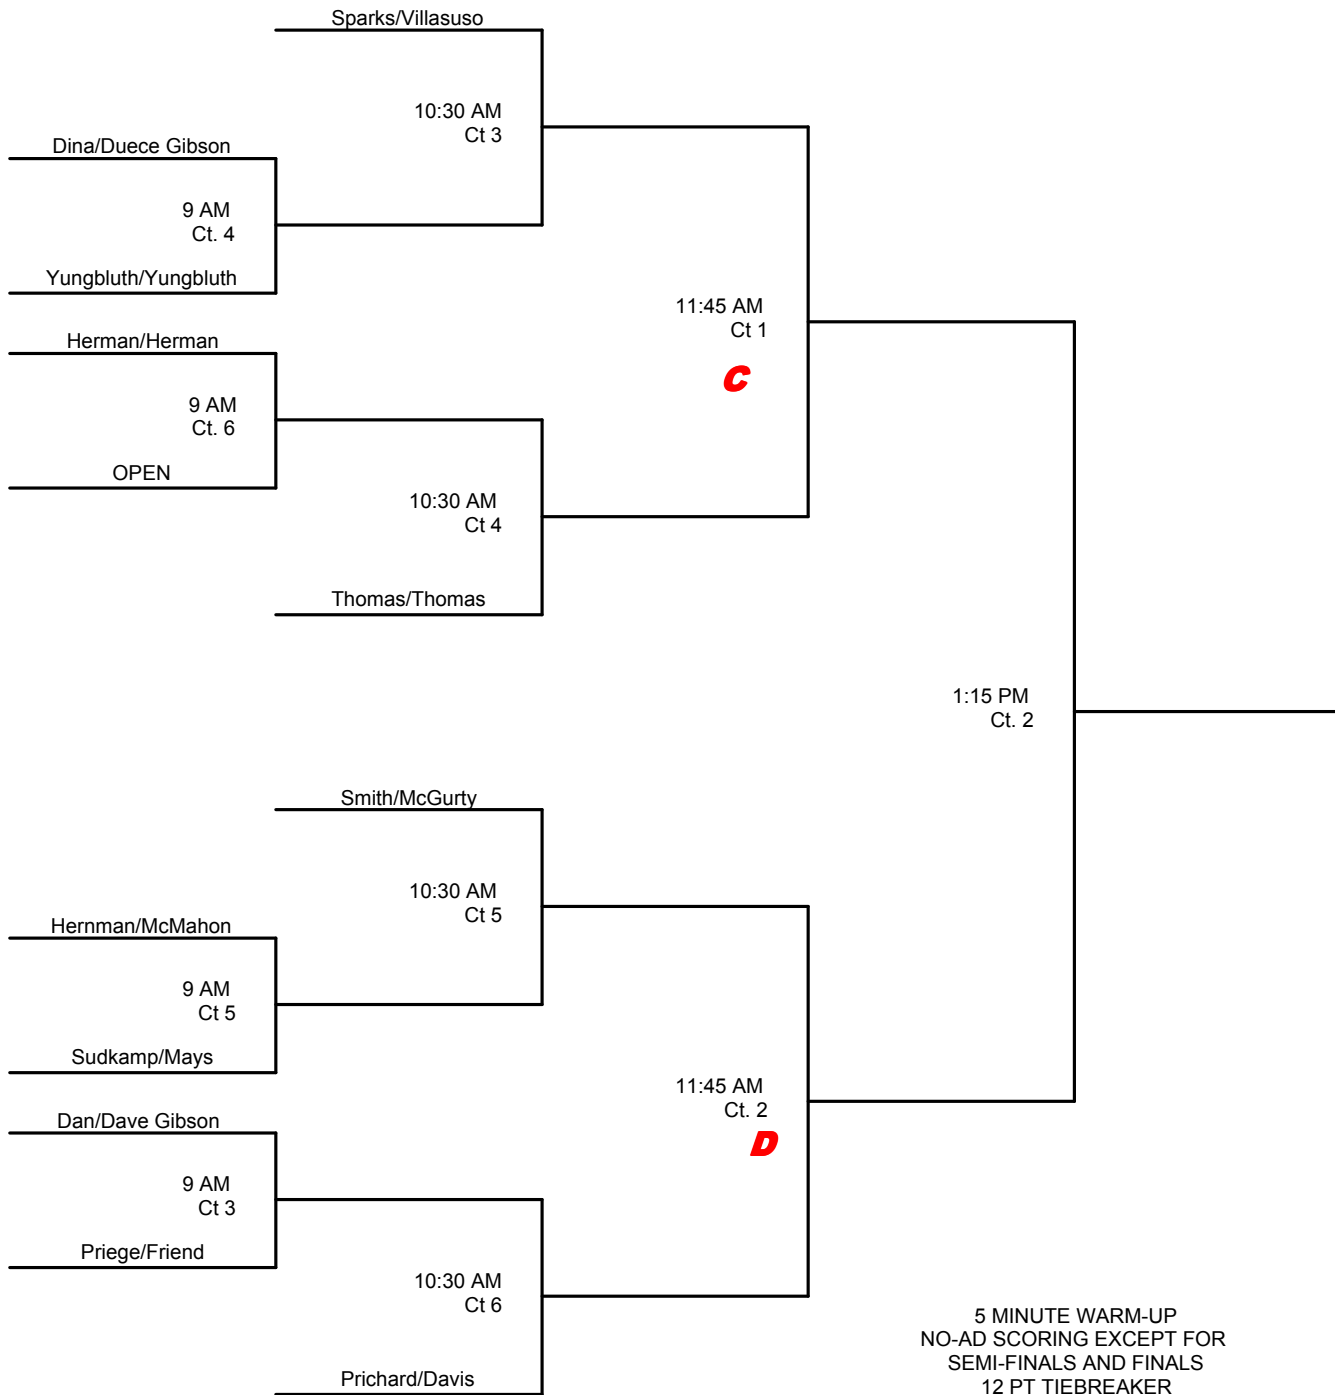 Sparks/Villasuso
10:30 AM
Ct 3
Dina/Duece Gibson
9 AM
Ct. 4
Yungbluth/Yungbluth
11:45 AM
Ct 1
C
Herman/Herman
9 AM
Ct. 6
OPEN
10:30 AM
Ct 4
Thomas/Thomas
1:15 PM
Ct. 2
Smith/McGurty
10:30 AM
Ct 5
Hernman/McMahon
9 AM
Ct 5
Sudkamp/Mays
11:45 AM
Ct. 2
D
Dan/Dave Gibson
9 AM
Ct 3
Priege/Friend
10:30 AM
Ct 6
Prichard/Davis
5 MINUTE WARM-UP
NO-AD SCORING EXCEPT FOR
SEMI-FINALS AND FINALS
12 PT TIEBREAKER